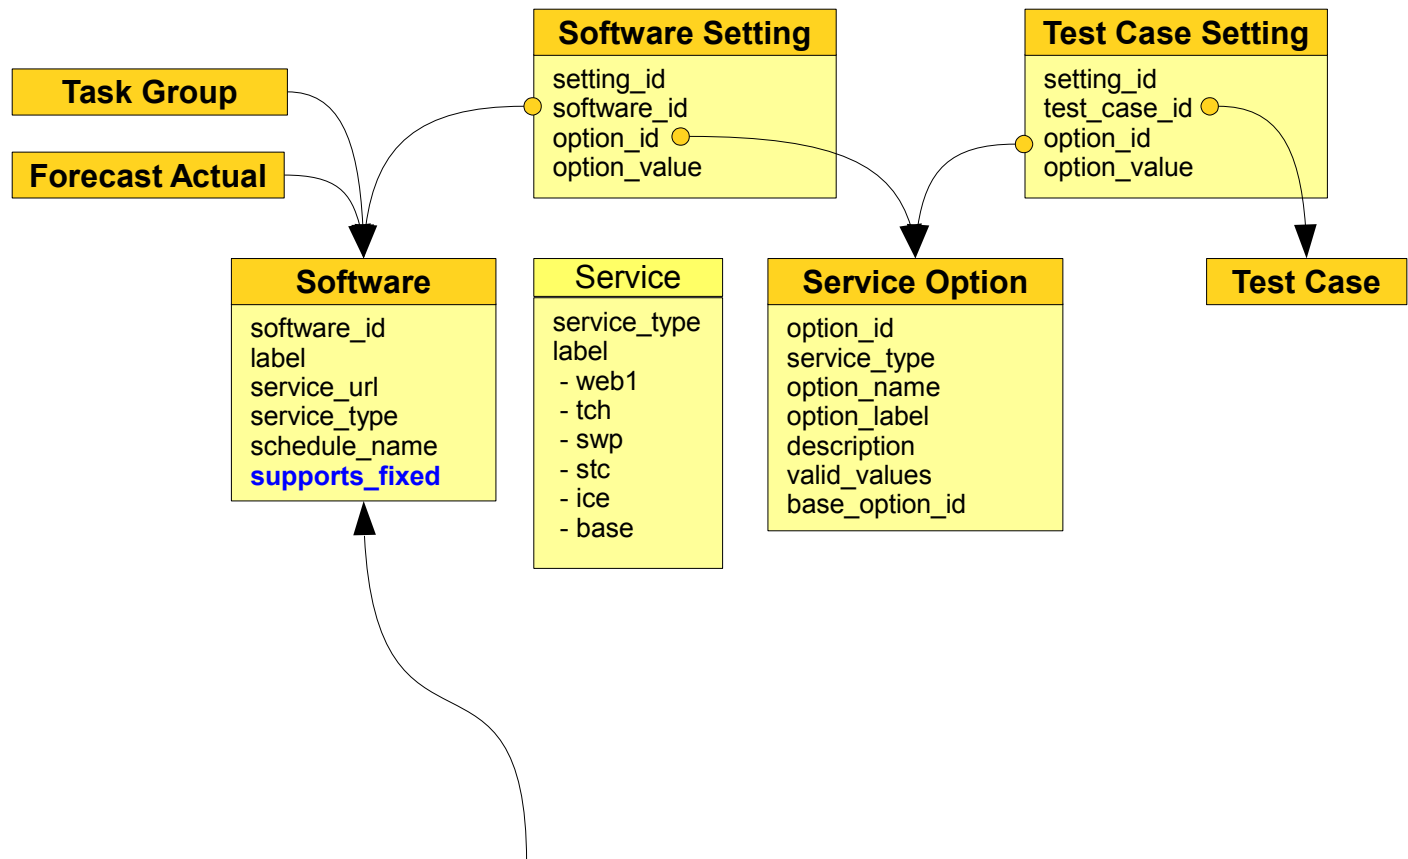 Software Setting
setting_id
software_id
option_id
option_value
Test Case Setting
setting_id
test_case_id
option_id
option_value
Task Group
Forecast Actual
Software
software_id
label
service_url
service_type
schedule_name
supports_fixed
Service
service_type
label
- web1
- tch
- swp
- stc
- ice
- base
Service Option
option_id
service_type
option_name
option_label
description
valid_values
base_option_id
Test Case